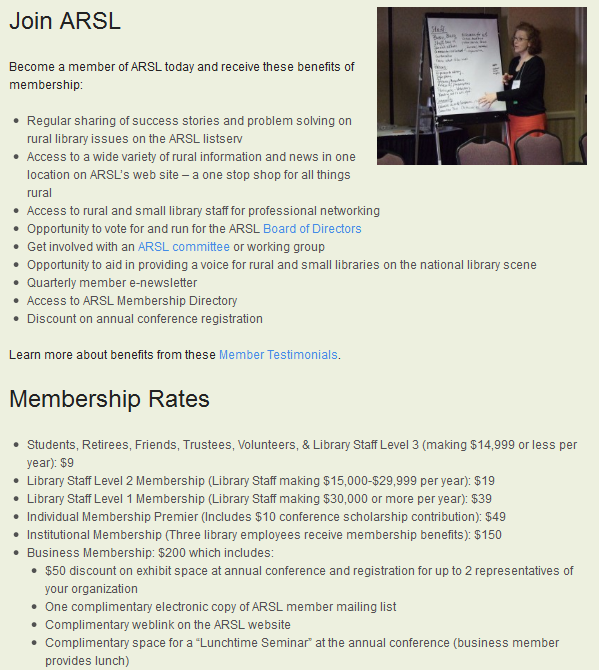 Join ARSL
Become a member of ARSL today and receive these benefits of
membership:
Regular sharing of success stories and problem solving on
rural library issues on the ARSL listserv
Access to a wide variety of rural information and news in one
location on ARSL's web site – a one stop shop for all things
rural
Access to rural and small library staff for professional networking
Opportunity to vote for and run for the ARSL Board of Directors
Get involved with an ARSL committee or working group
Opportunity to aid in providing a voice for rural and small libraries on the national library scene
Quarterly member e-newsletter
Access to ARSL Membership Directory
Discount on annual conference registration
Learn more about benefits from these Member Testimonials.
Membership Rates
Students, Retirees, Friends, Trustees, Volunteers, & Library Staff Level 3 (making $14,999 or less per
year): $9
Library Staff Level 2 Membership (Library Staff making $15,000-$29,999 per year): $19
Library Staff Level 1 Membership (Library Staff making $30,000 or more per year): $39
Individual Membership Premier (Includes $10 conference scholarship contribution): $49
Institutional Membership (Three library employees receive membership benefits): $150
Business Membership: $200 which includes:
$50 discount on exhibit space at annual conference and registration for up to 2 representatives of
your organization
One complimentary electronic copy of ARSL member mailing list
Complimentary weblink on the ARSL website
Complimentary space for a “Lunchtime Seminar” at the annual conference (business member
provides lunch)